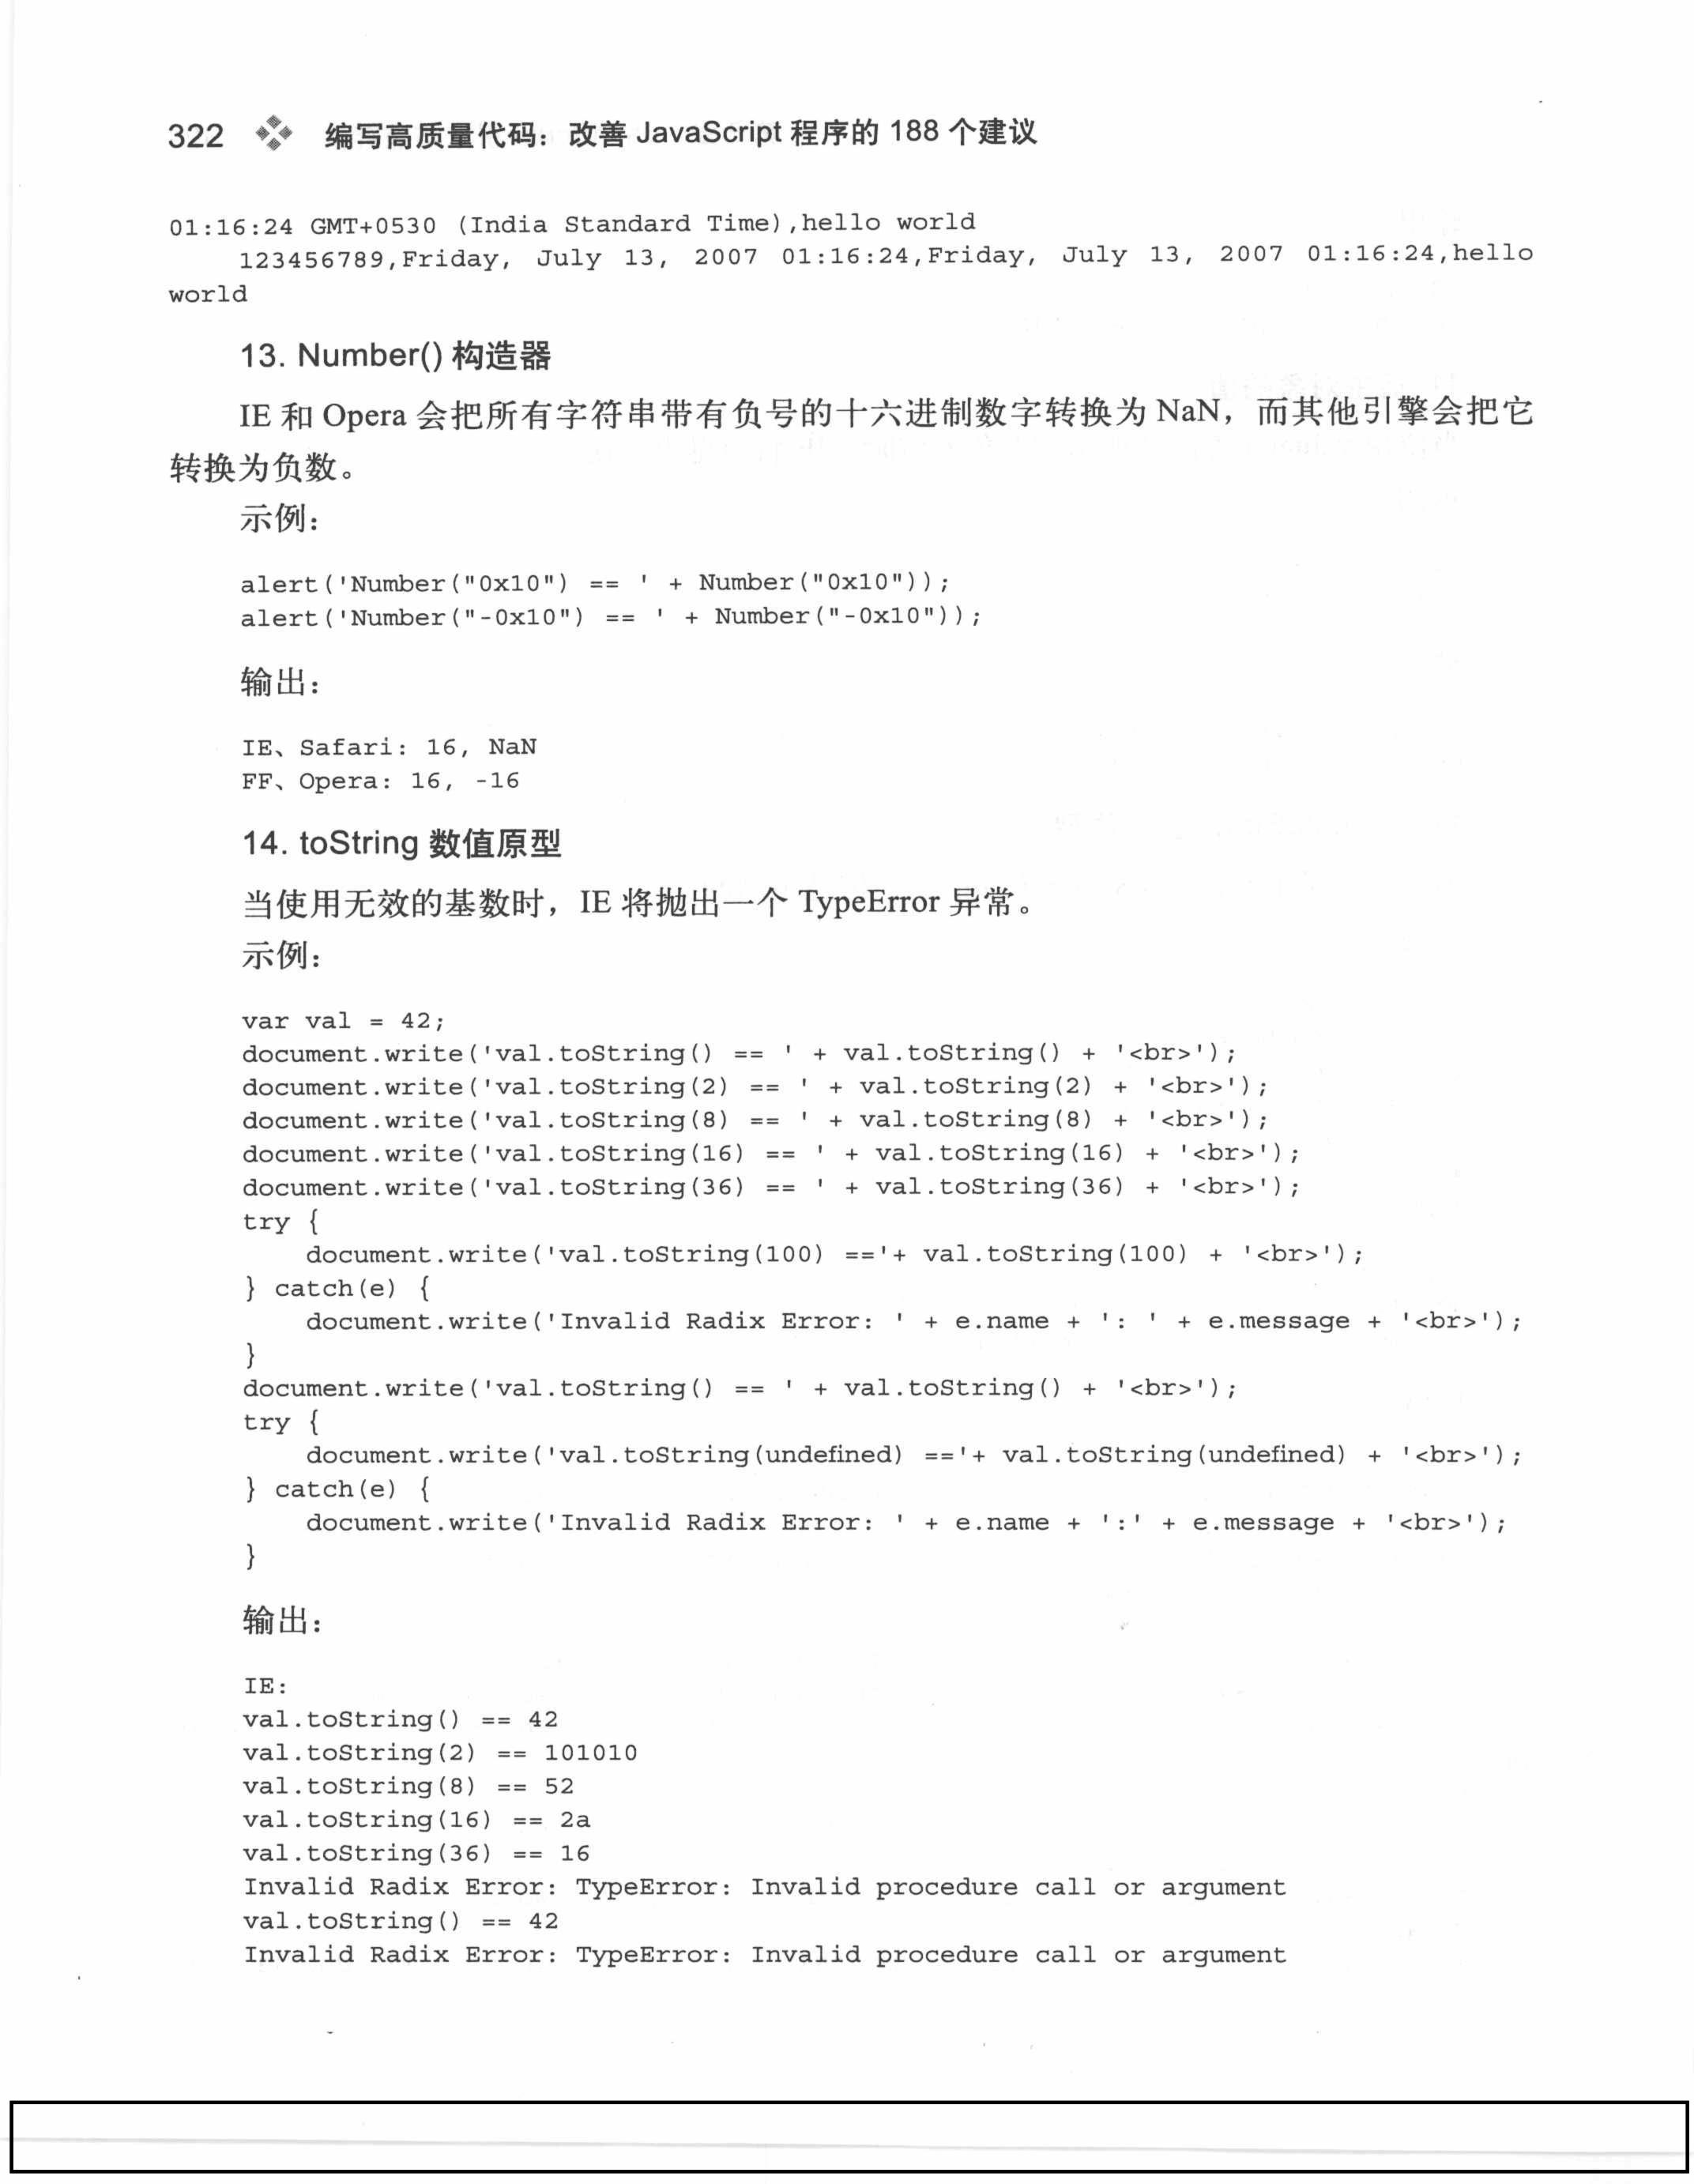 322 编写高质量代码：改善 JavaScript 程序的 188 个建议
01:16:24 GMT+0530 (India Standard Time),hello world
    123456789,Friday, July 13, 2007 01:16:24,Friday, July 13, 2007 01:16:24,hello
world
13. Number() 构造器
IE 和 Opera 会把所有字符串带有负号的十六进制数字转换为 NaN，而其他引擎会把它
转换为负数。
示例：
alert('Number("0x10") == ' + Number("0x10"));
alert('Number("-0x10") == ' + Number("-0x10"));
输出：
IE、Safari: 16, NaN
FF、Opera: 16, -16
14. toString 数值原型
当使用无效的基数时，IE 将抛出一个 TypeError 异常。
示例：
var val = 42;
document.write('val.toString() == ' + val.toString() + '<br>');
document.write('val.toString(2) == ' + val.toString(2) + '<br>');
document.write('val.toString(8) == ' + val.toString(8) + '<br>');
document.write('val.toString(16) == ' + val.toString(16) + '<br>');
document.write('val.toString(36) == ' + val.toString(36) + '<br>');
try {
    document.write('val.toString(100) =='+ val.toString(100) + '<br>');
} catch(e) {
    document.write('Invalid Radix Error: ' + e.name + ': ' + e.message + '<br>');
}
document.write('val.toString() == ' + val.toString() + '<br>');
try {
    document.write('val.toString(undefined) =='+ val.toString(undefined) + '<br>');
} catch(e) {
    document.write('Invalid Radix Error: ' + e.name + ':' + e.message + '<br>');
}
输出：
IE:
val.toString() == 42
val.toString(2) == 101010
val.toString(8) == 52
val.toString(16) == 2a
val.toString(36) == 16
Invalid Radix Error: TypeError: Invalid procedure call or argument
val.toString() == 42
Invalid Radix Error: TypeError: Invalid procedure call or argument